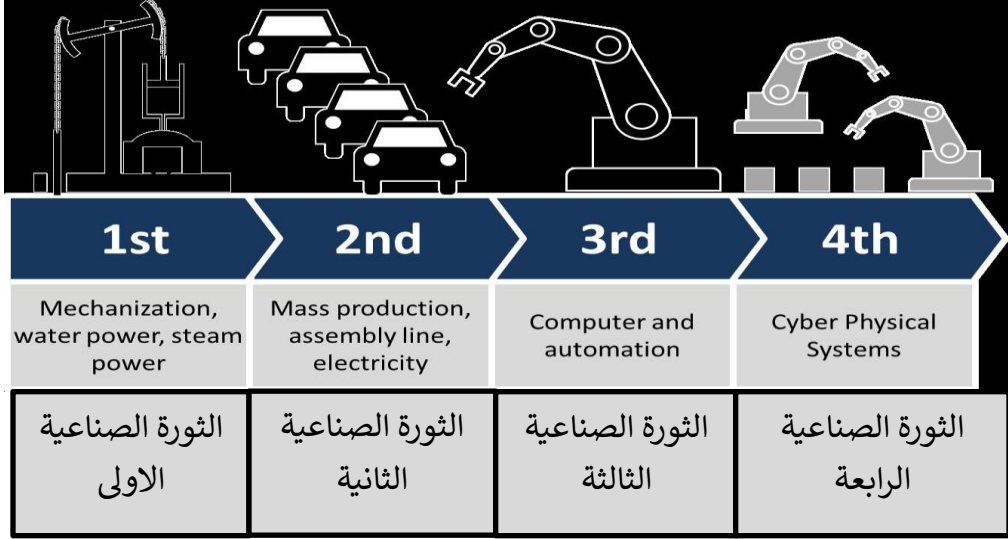 1st
2nd
3rd
4th
Mechanization,
water power, steam
power
Mass production,
assembly line,
electricity
Computer and
automation
Cyber Physical
Systems
الثورة الصناعية
الاولى
الثورة الصناعية
الثانية
الثورة الصناعية
الثالثة
الثورة الصناعية
الرابعة